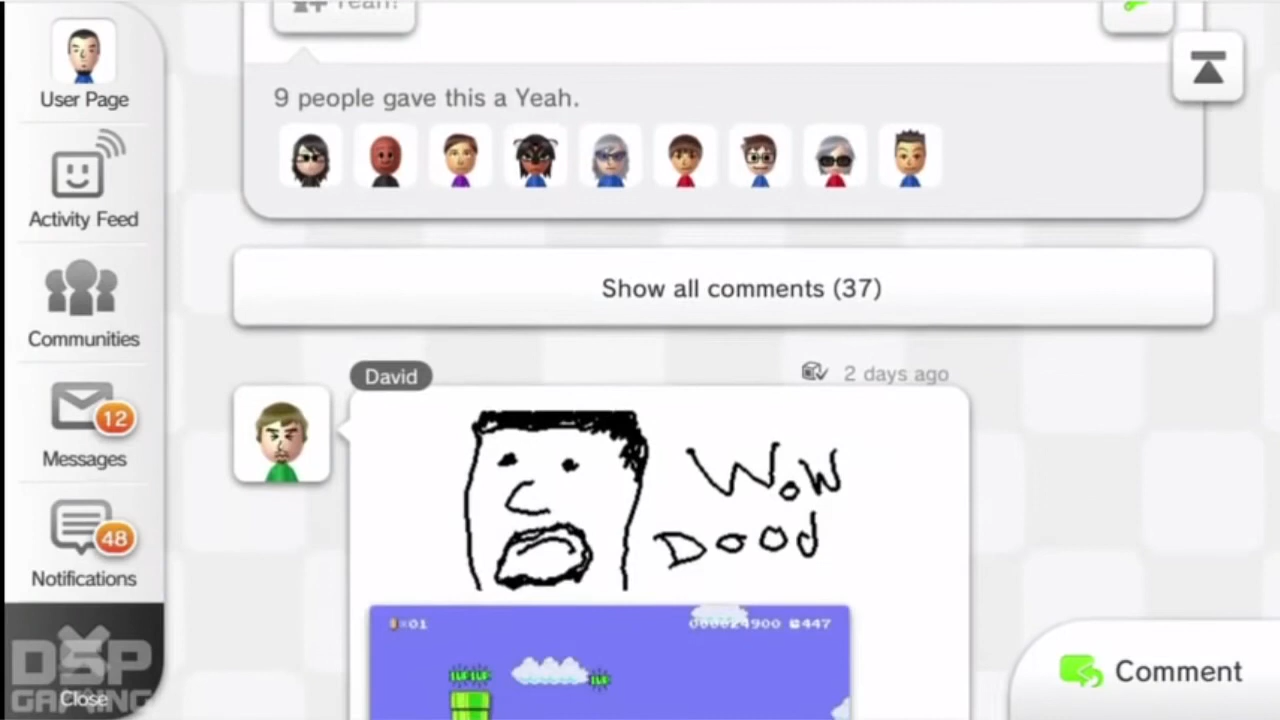 Yeah!
User Page
9 people gave this a Yeah.
Activity Feed
Show all comments (37)
Communities
David
2 days ago
12
Messages
WoW
Dood
48
Notifications
×01
000024900 447
1UP 1UP
1UP
DSP
GAMING
Close
Comment